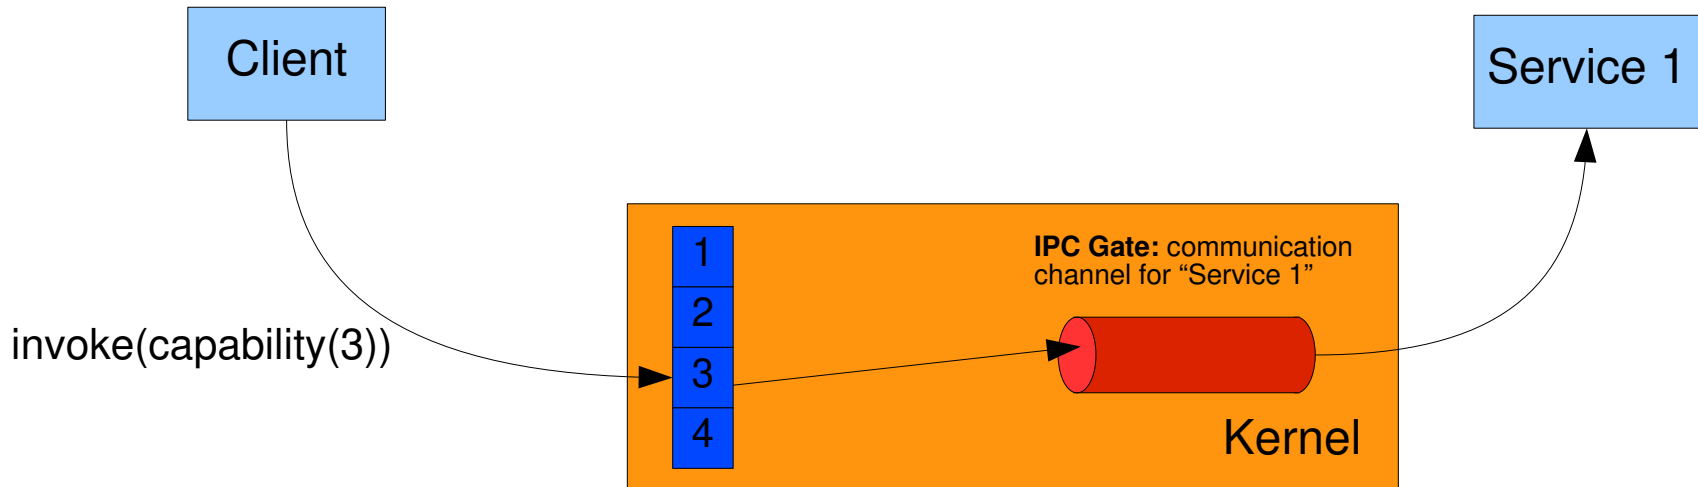 Client
Service 1
invoke(capability(3))
1
2
3
4
IPC Gate: communication
channel for “Service 1”
Kernel